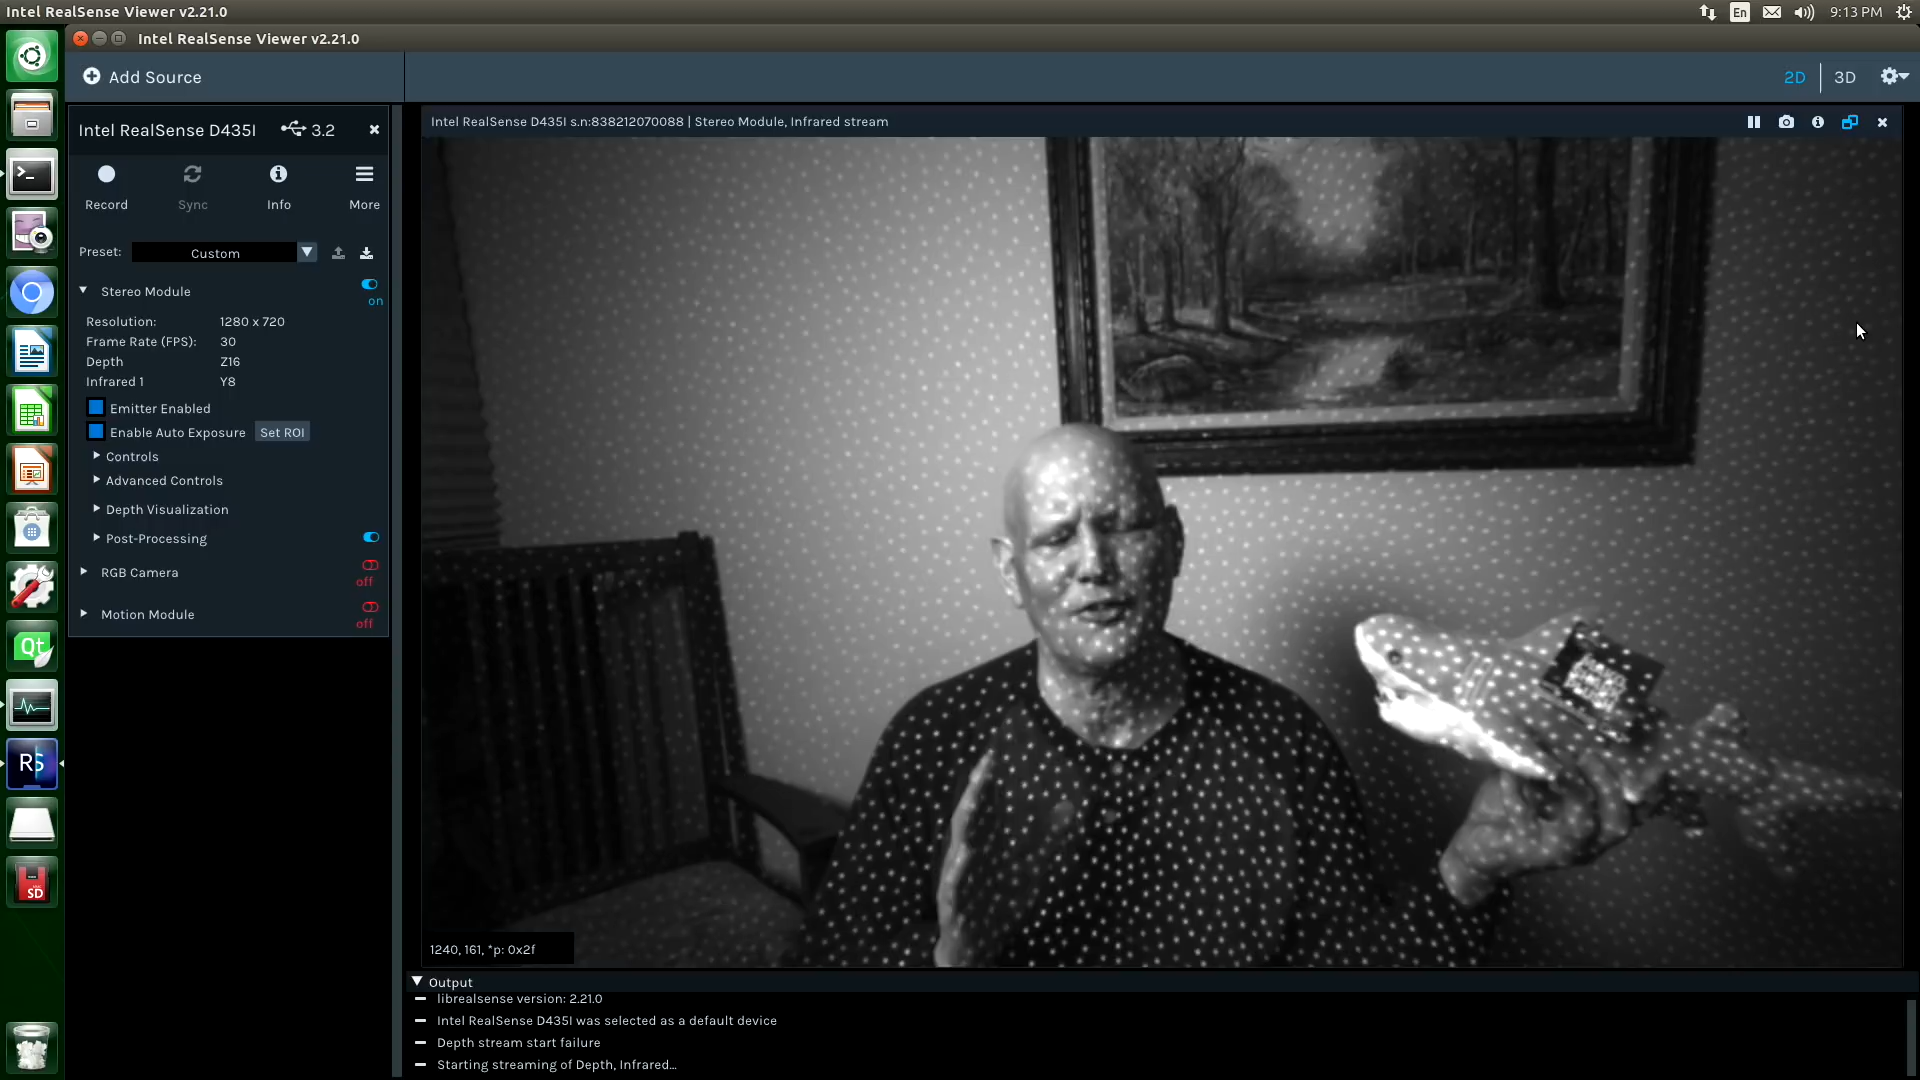 Intel RealSense Viewer v2.21.0
En
9:13 PM
Intel RealSense Viewer v2.21.0
Add Source
2D
3D
Intel RealSense D435I
3.2
Intel RealSense D435I s.n:838212070088 | Stereo Module, Infrared stream
Record
Sync
Info
More
Preset:
Custom
Stereo Module
on
Resolution: 1280 x 720
Frame Rate (FPS): 30
Depth Z16
Infrared 1 Y8
Emitter Enabled
Enable Auto Exposure Set ROI
Controls
Advanced Controls
Depth Visualization
Post-Processing
RGB Camera
off
Motion Module
off
Qt
RS
SD
1240, 161, *p: 0x2f
Output
librealsense version: 2.21.0
Intel RealSense D435I was selected as a default device
Depth stream start failure
Starting streaming of Depth, Infrared...